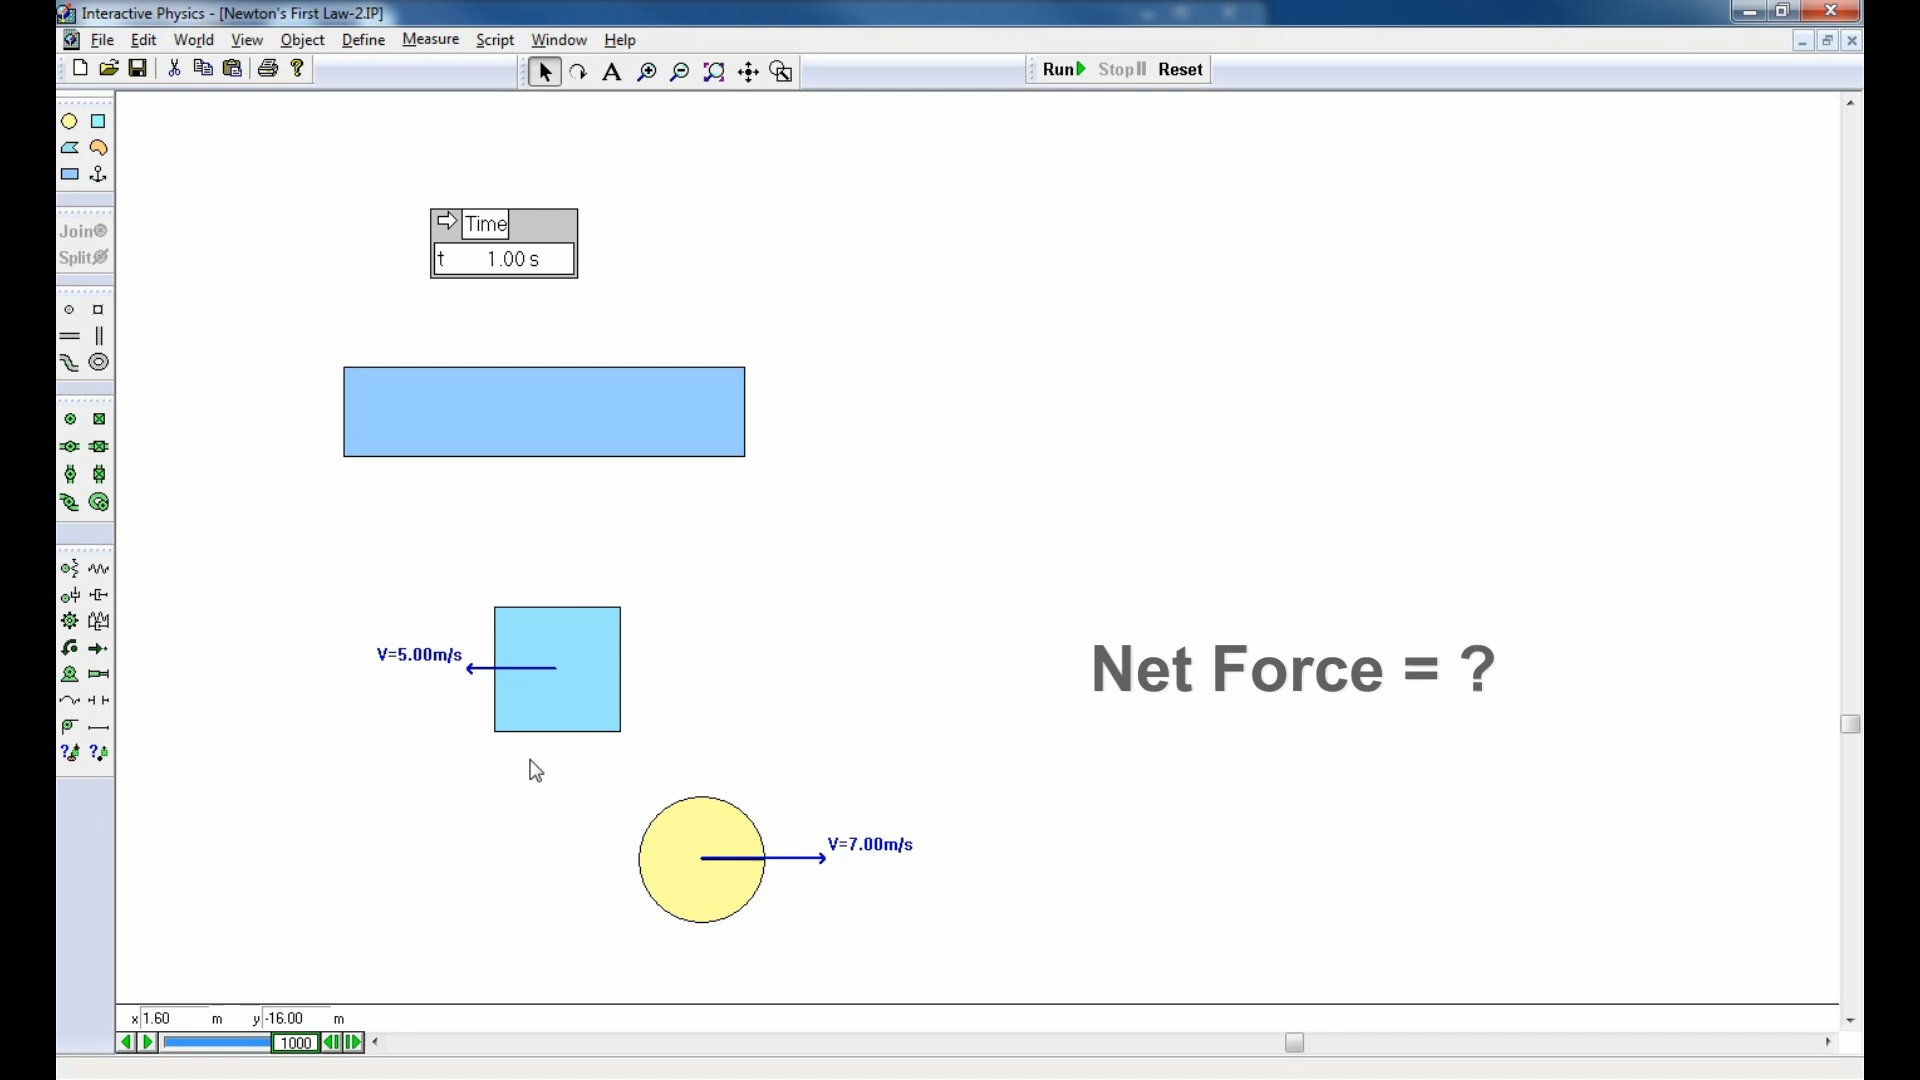 Interactive Physics - [Newton's First Law-2.IP]
File Edit World View Object Define Measure Script Window Help
A Run Stop Reset
Time
t 1.00 s
Join
Split
V=5.00m/s
Net Force = ?
V=7.00m/s
x 1.60 m y -16.00 m
1000